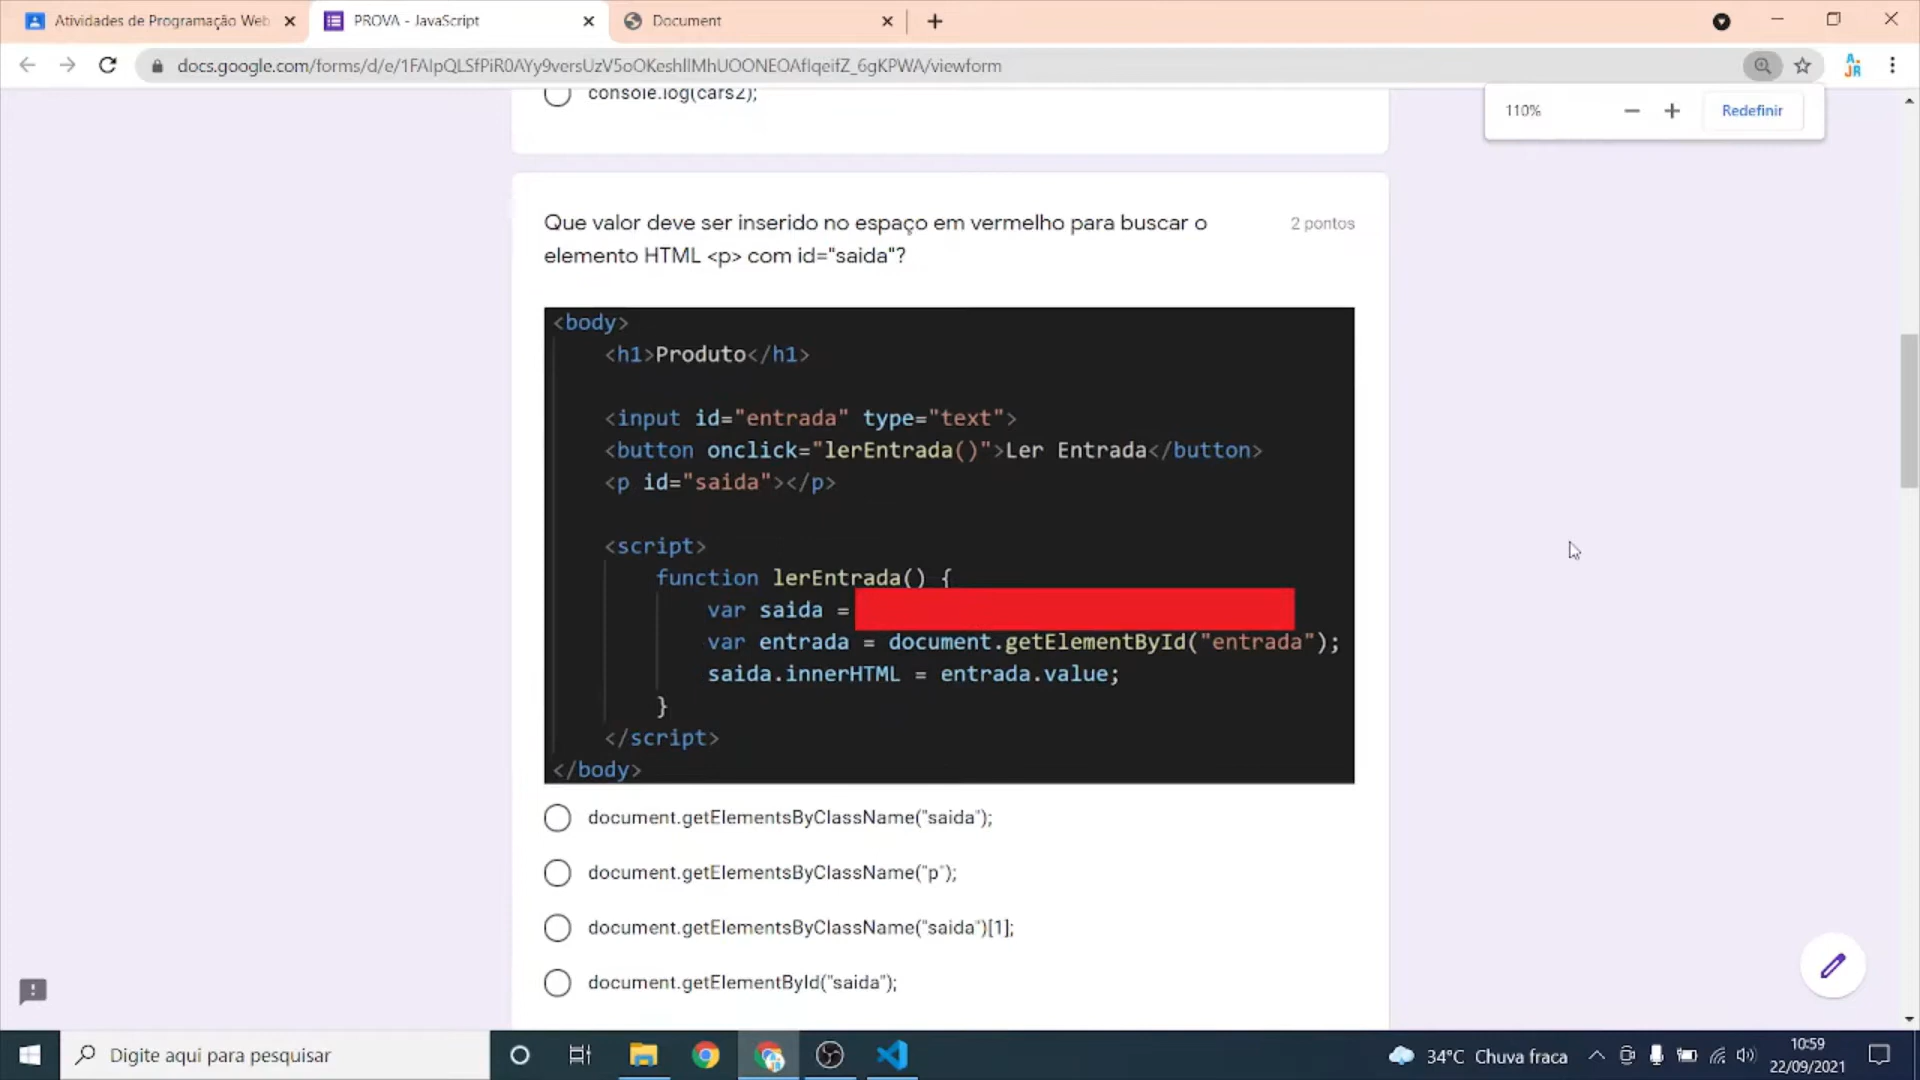 Atividades de Programação Web
PROVA - JavaScript
Document
docs.google.com/forms/d/e/1FAIpQLSfPiR0AYy9versUzV5oOKeshIIMhUOONEOAfIqeifZ_6gKPWA/viewform
A.
JR
110%
Redefinir
console.log(cars2);
Que valor deve ser inserido no espaço em vermelho para buscar o
2 pontos
elemento HTML <p> com id="saida"?
<body>
<h1>Produto</h1>
<input id="entrada" type="text">
<button onclick="lerEntrada()">Ler Entrada</button>
<p id="saida"></p>
<script>
function lerEntrada() {
var saida =
var entrada = document.getElementById("entrada");
saida.innerHTML = entrada.value;
}
</script>
</body>
document.getElementsByClassName("saida");
document.getElementsByClassName("p");
document.getElementsByClassName("saida")[1];
document.getElementById("saida");
Digite aqui para pesquisar
34°C Chuva fraca
10:59
22/09/2021